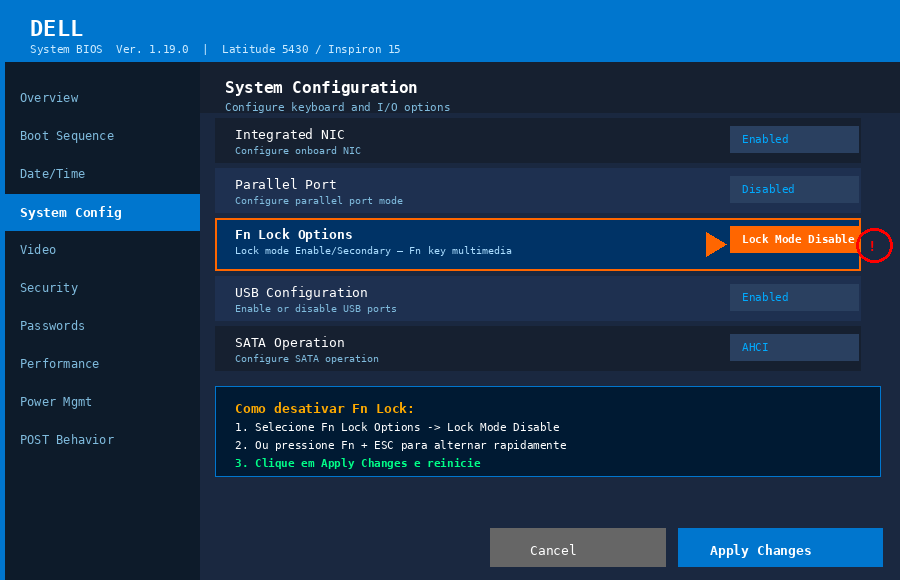 DELL
System BIOS  Ver. 1.19.0  |  Latitude 5430 / Inspiron 15
System Configuration
Configure keyboard and I/O options
Overview
Boot Sequence
Date/Time
System Config
Video
Security
Passwords
Performance
Power Mgmt
POST Behavior
Integrated NIC
Configure onboard NIC
Enabled
Parallel Port
Configure parallel port mode
Disabled
Fn Lock Options
Lock mode Enable/Secondary — Fn key multimedia
Lock Mode Disable
!
USB Configuration
Enable or disable USB ports
Enabled
SATA Operation
Configure SATA operation
AHCI
Como desativar Fn Lock:
1. Selecione Fn Lock Options -> Lock Mode Disable
2. Ou pressione Fn + ESC para alternar rapidamente
3. Clique em Apply Changes e reinicie
Cancel
Apply Changes